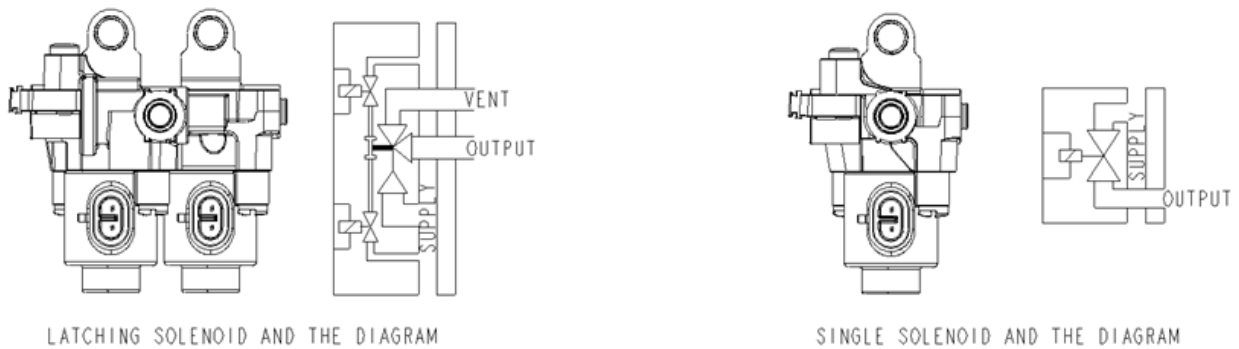 VENT
OUTPUT
SUPPLY
SUPPLY
OUTPUT
LATCHING SOLENOID AND THE DIAGRAM
SINGLE SOLENOID AND THE DIAGRAM